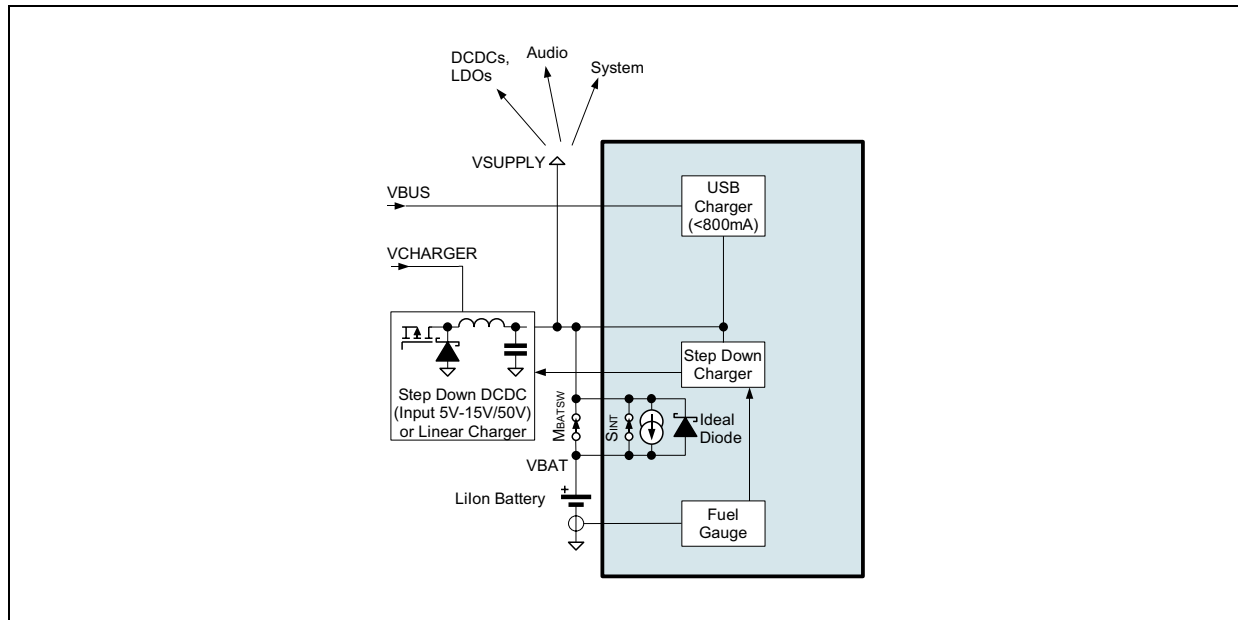 DCDCs,
LDOs
Audio
System
VSUPPLY
VBUS
USB
Charger
(<800mA)
VCHARGER
Step Down DCDC
(Input 5V-15V/50V)
or Linear Charger
Step Down
Charger
MBATSW
SINT
Ideal
Diode
VBAT
+
LiIon Battery
Fuel
Gauge